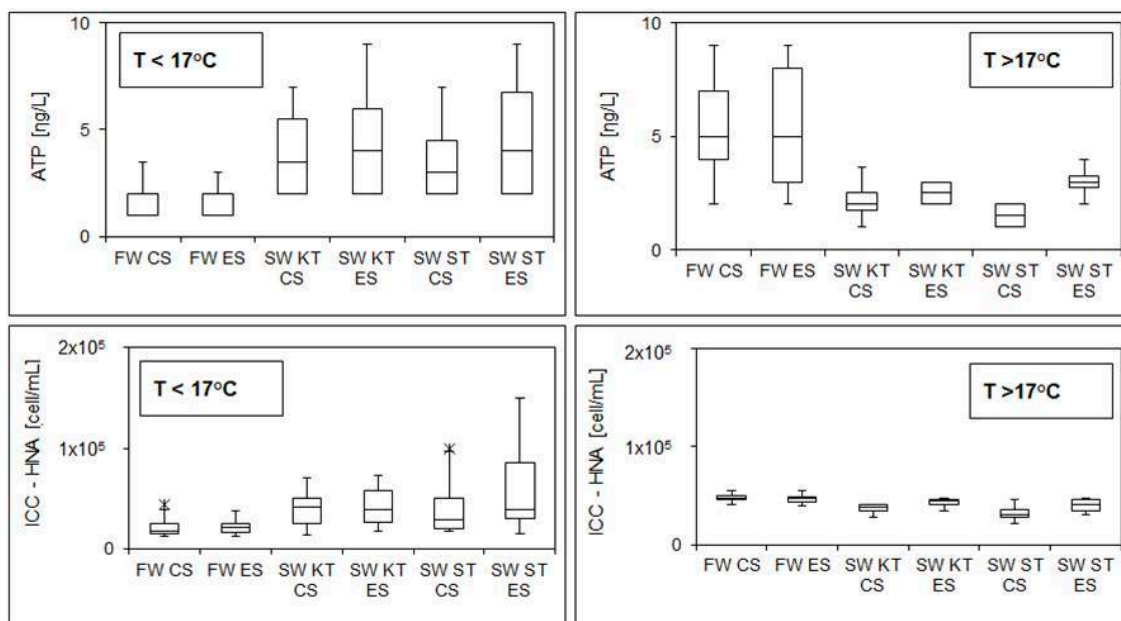 10
T < 17°C
ATP [ηg/L]
5
0
FW CS
FW ES
SW KT
CS
SW KT
ES
SW ST
CS
SW ST
ES
10
T >17°C
ATP [ηg/L]
5
0
FW CS
FW ES
SW KT
CS
SW KT
ES
SW ST
CS
SW ST
ES
2x10⁵
T < 17°C
ICC - HNA [cell/mL]
1x10⁵
0
FW CS
FW ES
SW KT
CS
SW KT
ES
SW ST
CS
SW ST
ES
2x10⁵
T >17°C
ICC - HNA [cell/mL]
1x10⁵
0
FW CS
FW ES
SW KT
CS
SW KT
ES
SW ST
CS
SW ST
ES